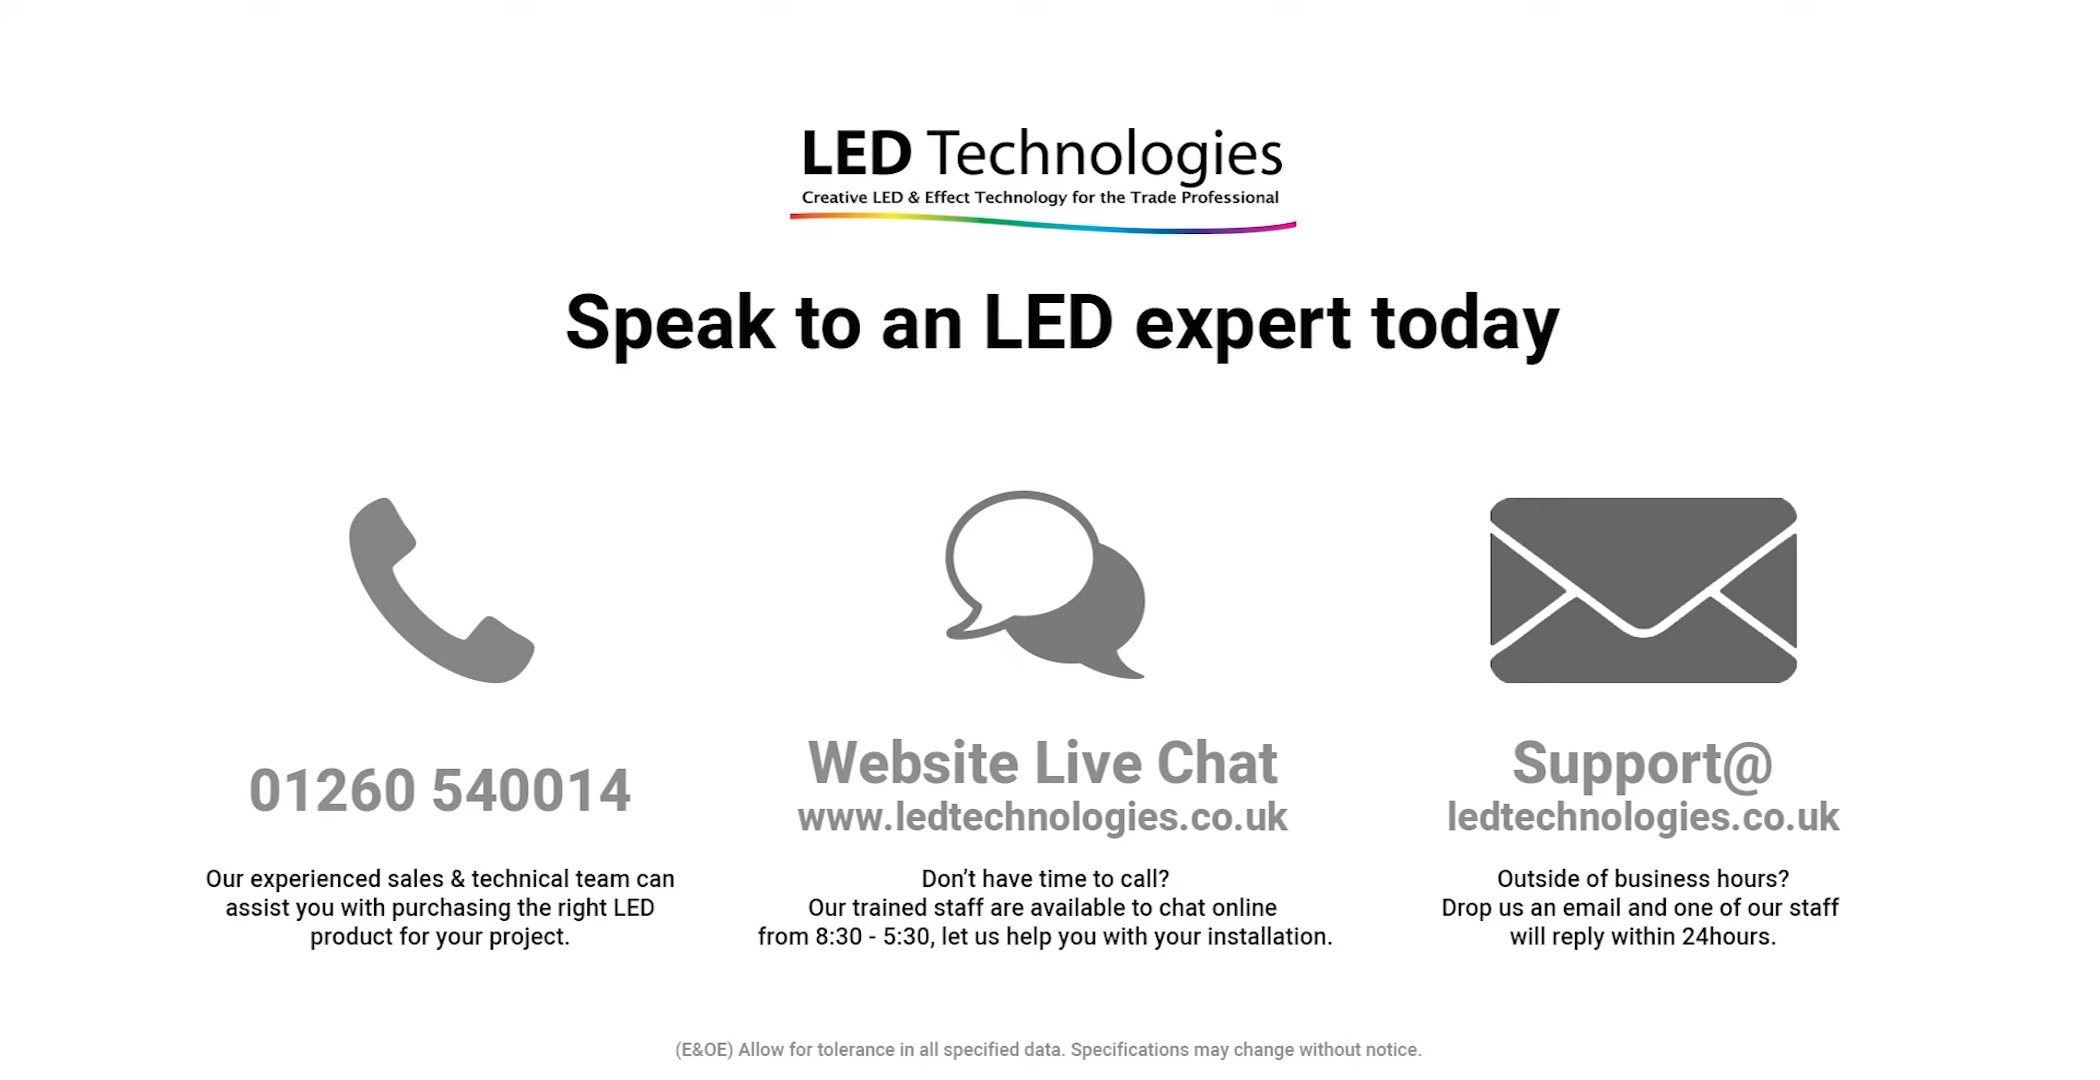 LED Technologies
Creative LED & Effect Technology for the Trade Professional
Speak to an LED expert today
01260 540014
Our experienced sales & technical team can
assist you with purchasing the right LED
product for your project.
Website Live Chat
www.ledtechnologies.co.uk
Don’t have time to call?
Our trained staff are available to chat online
from 8:30 - 5:30, let us help you with your installation.
Support@
ledtechnologies.co.uk
Outside of business hours?
Drop us an email and one of our staff
will reply within 24hours.
(E&OE) Allow for tolerance in all specified data. Specifications may change without notice.